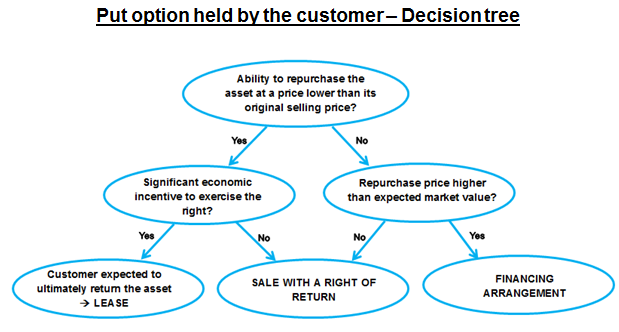 Put option held by the customer – Decision tree
Ability to repurchase the
asset at a price lower than its
original selling price?
Yes
No
Significant economic
incentive to exercise the
right?
Repurchase price higher
than expected market value?
Yes
No
No
Yes
Customer expected to
ultimately return the asset
→ LEASE
SALE WITH A RIGHT OF
RETURN
FINANCING
ARRANGEMENT